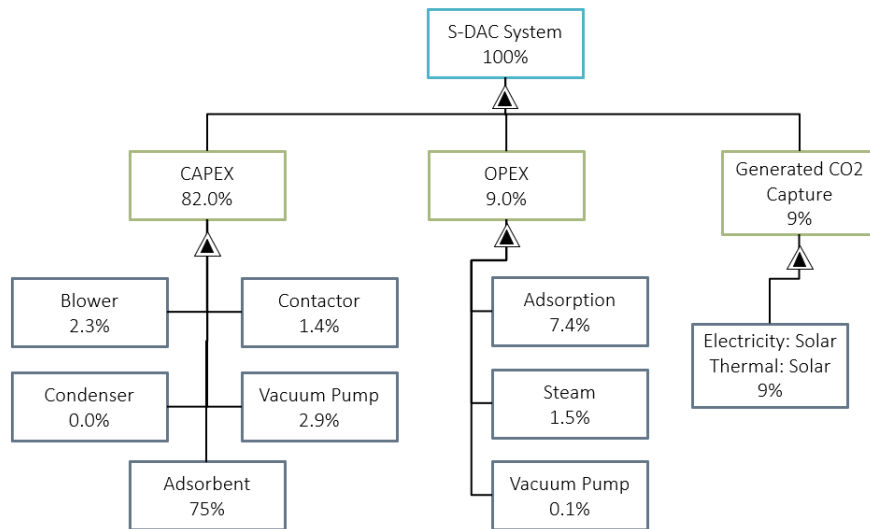 S-DAC System
100%
CAPEX
82.0%
OPEX
9.0%
Generated CO2
Capture
9%
Blower
2.3%
Contactor
1.4%
Adsorption
7.4%
Electricity: Solar
Thermal: Solar
9%
Condenser
0.0%
Vacuum Pump
2.9%
Steam
1.5%
Adsorbent
75%
Vacuum Pump
0.1%